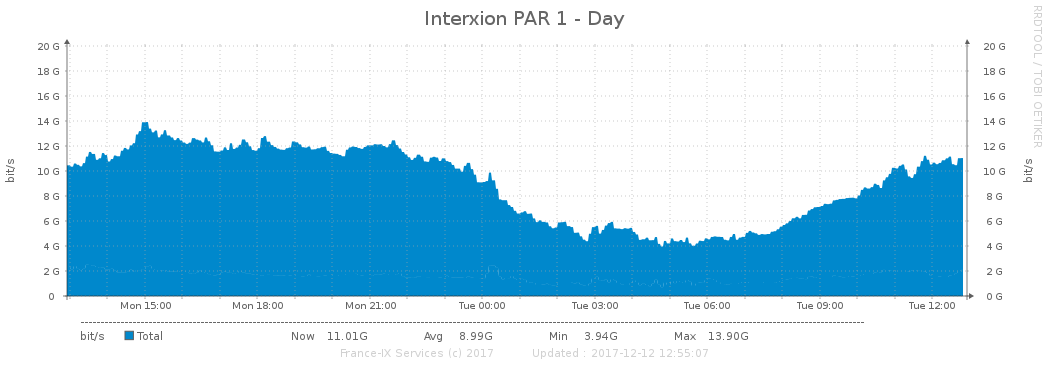 Interxion PAR 1 - Day
RRDTOOL / TOBI OETIKER
bit/s
20 G
18 G
16 G
14 G
12 G
10 G
8 G
6 G
4 G
2 G
0
20 G
18 G
16 G
14 G
12 G
10 G
8 G
6 G
4 G
2 G
0 G
bit/s
Mon 15:00 Mon 18:00 Mon 21:00 Tue 00:00 Tue 03:00 Tue 06:00 Tue 09:00 Tue 12:00
bit/s Total Now 11.01G Avg 8.99G Min 3.94G Max 13.90G
France-IX Services (c) 2017 Updated : 2017-12-12 12:55:07